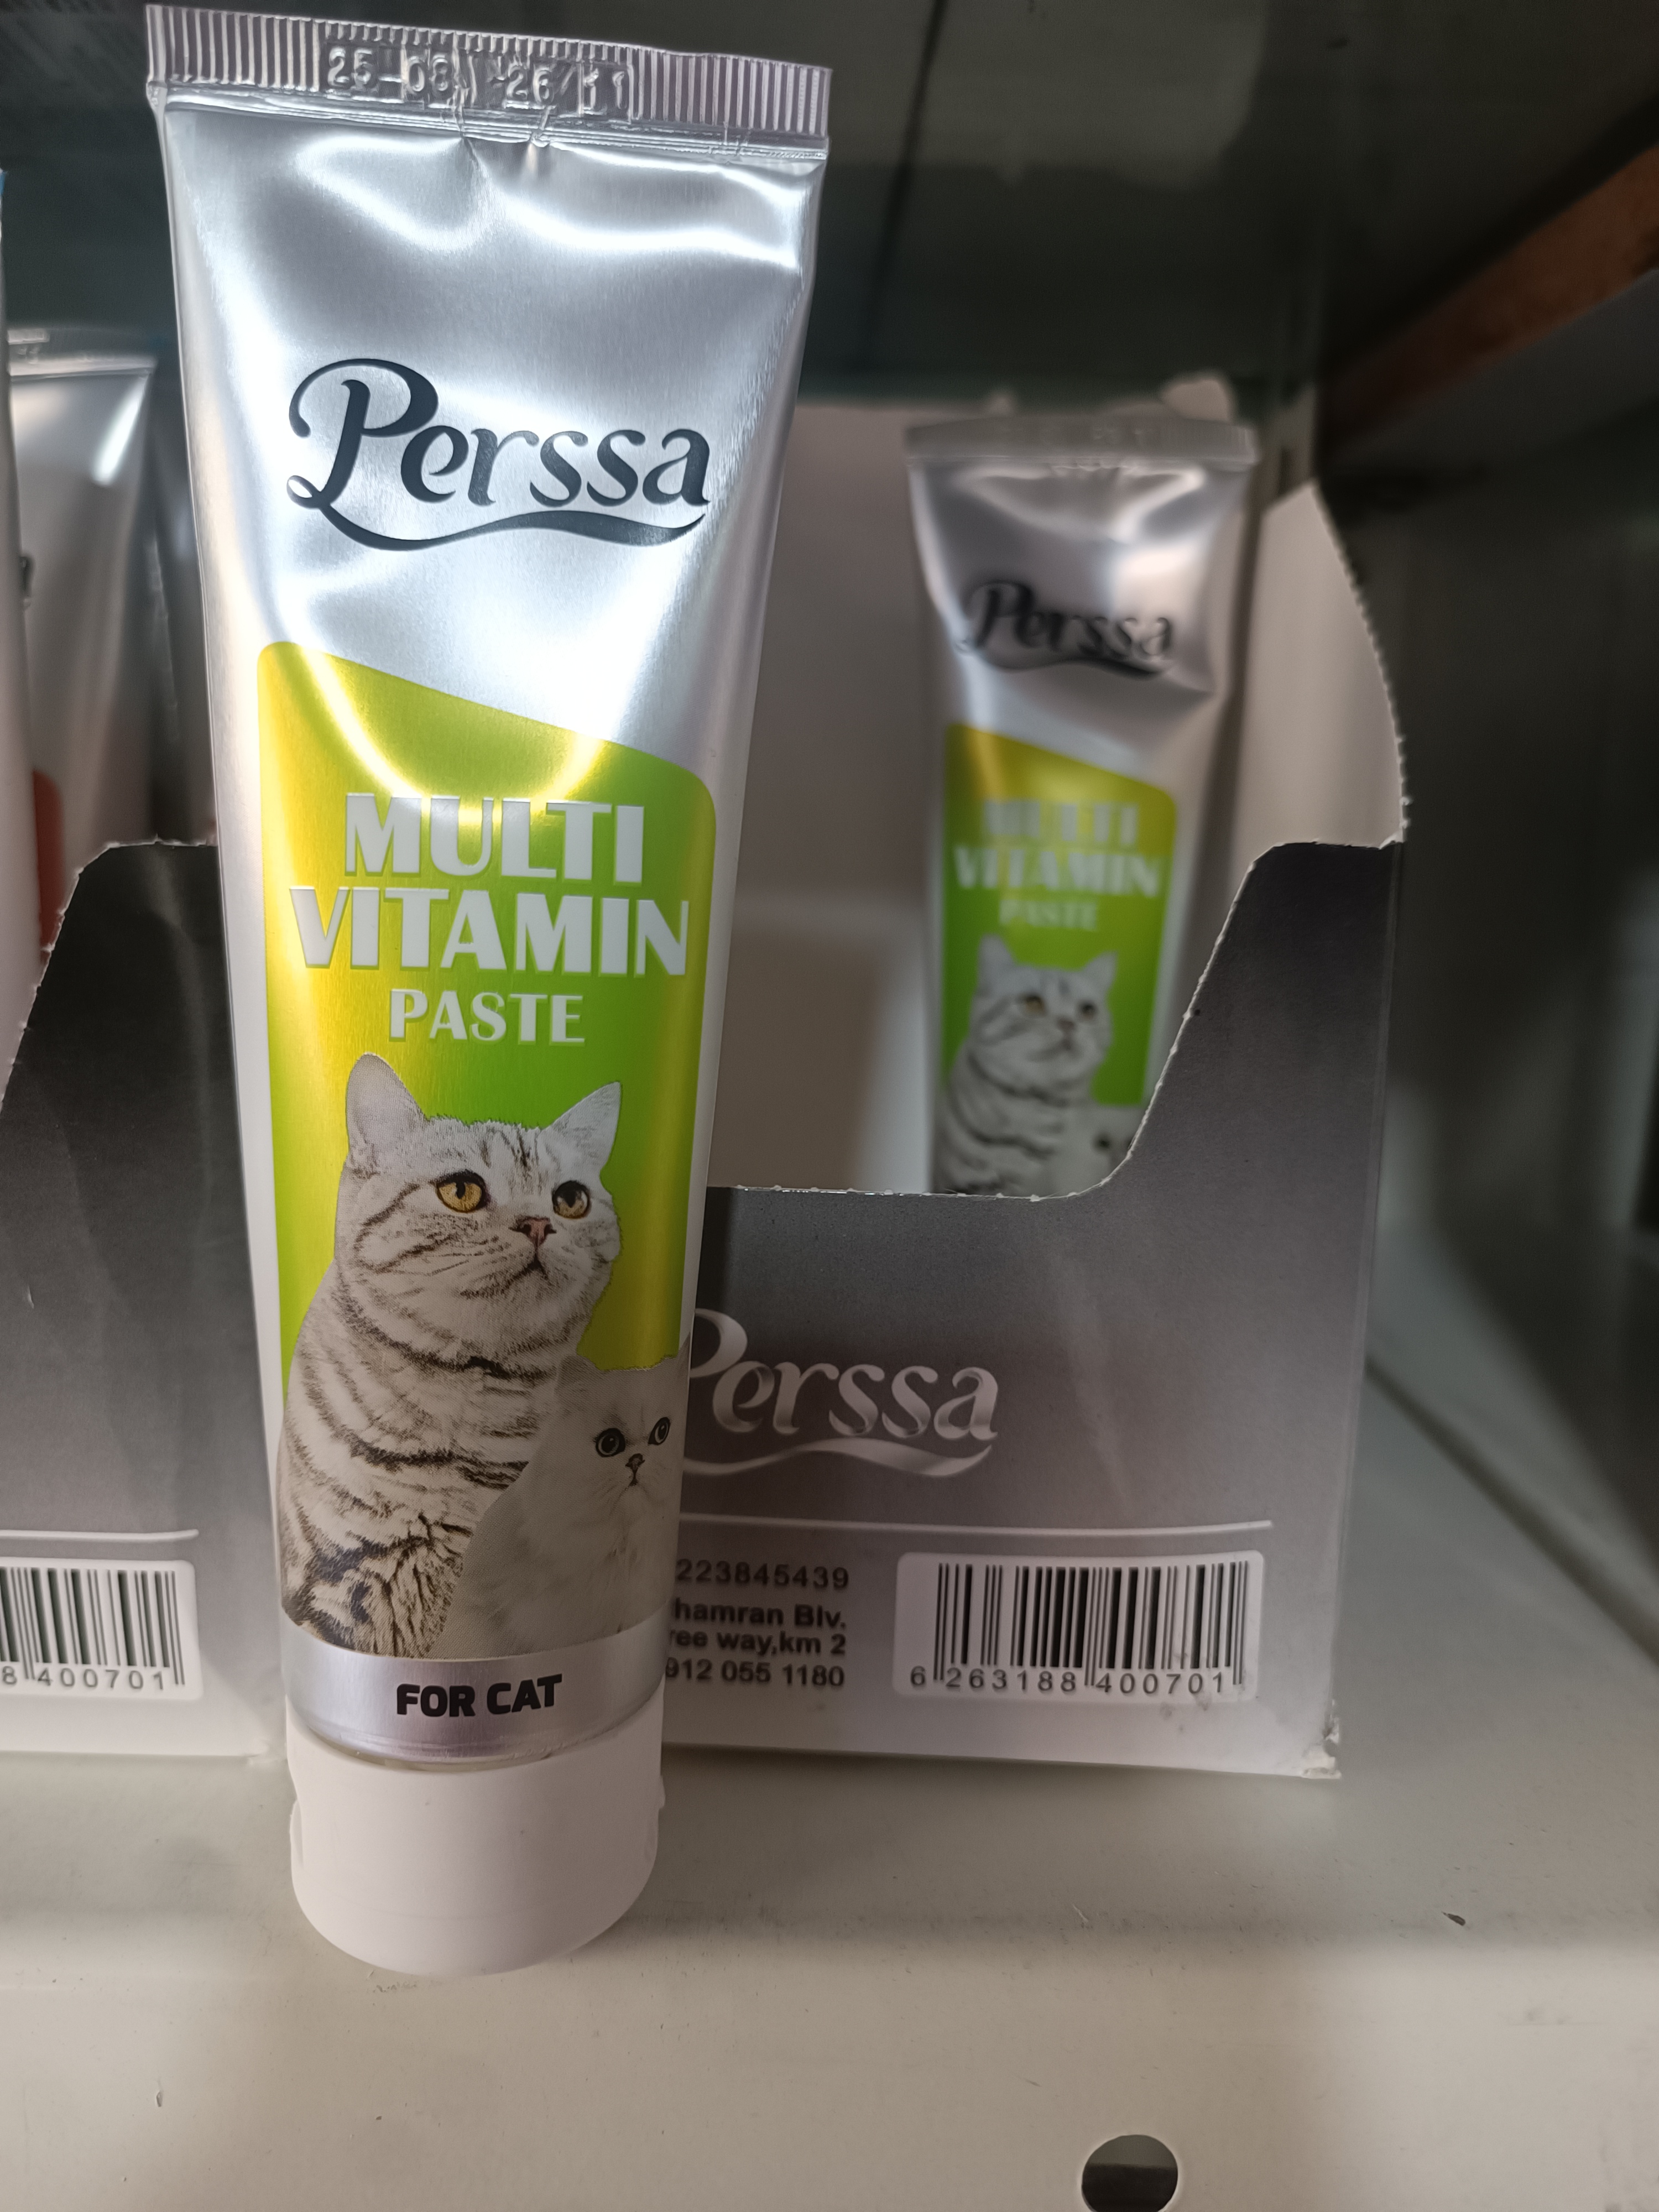 25-08 26/11
Perssa
MULTI
VITAMIN
PASTE
FOR CAT
Perssa
MULTI
VITAMIN
PASTE
Perssa
223845439
hamran Blv.
ree way,km 2
912 055 1180
6 263188 400701
8 400701